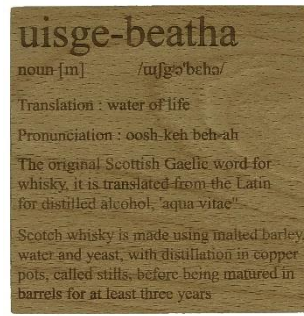 uisge-beatha
noun [m] /ɯʃgə'bɛhə/
Translation : water of life
Pronunciation : oosh-keh beh-ah
The original Scottish Gaelic word for
whisky, it is translated from the Latin
for distilled alcohol, 'aqua vitae"
Scotch whisky is made using malted barley,
water and yeast, with distillation in copper
pots, called stills, before being matured in
barrels for at least three years